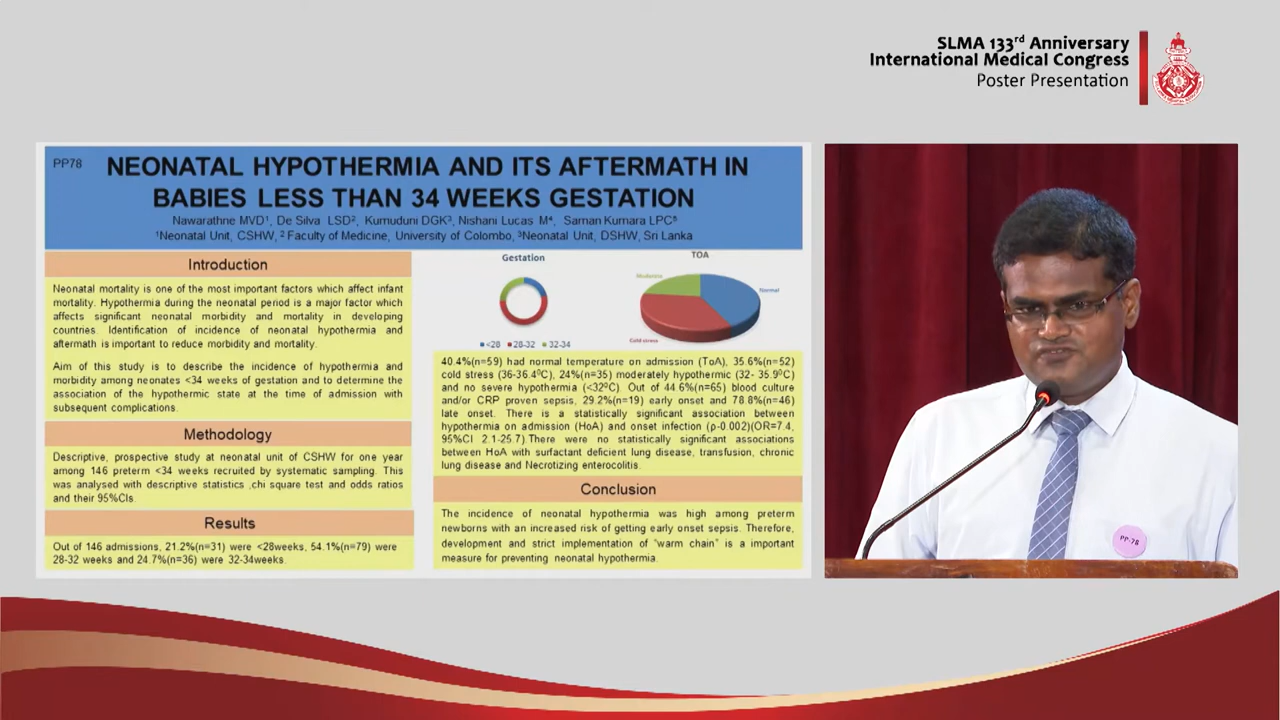 SLMA 133rd Anniversary
International Medical Congress
Poster Presentation
PP78
NEONATAL HYPOTHERMIA AND ITS AFTERMATH IN
BABIES LESS THAN 34 WEEKS GESTATION
Nawarathne MVD¹, De Silva LSD², Kumuduni DGK³, Nishani Lucas M⁴, Saman Kumara LPC⁵
¹Neonatal Unit, CSHW, ² Faculty of Medicine, University of Colombo, ³Neonatal Unit, DSHW, Sri Lanka
Introduction
Neonatal mortality is one of the most important factors which affect infant
mortality. Hypothermia during the neonatal period is a major factor which
affects significant neonatal morbidity and mortality in developing
countries. Identification of incidence of neonatal hypothermia and
aftermath is important to reduce morbidity and mortality.
Aim of this study is to describe the incidence of hypothermia and
morbidity among neonates <34 weeks of gestation and to determine the
association of the hypothermic state at the time of admission with
subsequent complications.
Methodology
Descriptive, prospective study at neonatal unit of CSHW for one year
among 146 preterm <34 weeks recruited by systematic sampling. This
was analysed with descriptive statistics ,chi square test and odds ratios
and their 95%CIs.
Results
Out of 146 admissions, 21.2%(n=31) were <28weeks, 54.1%(n=79) were
28-32 weeks and 24.7%(n=36) were 32-34weeks.
Gestation
<28 28-32 32-34
TOA
Moderate
Normal
Cold stress
40.4%(n=59) had normal temperature on admission (ToA), 35.6%(n=52)
cold stress (36-36.4⁰C), 24%(n=35) moderately hypothermic (32- 35.9⁰C)
and no severe hypothermia (<32⁰C). Out of 44.6%(n=65) blood culture
and/or CRP proven sepsis, 29.2%(n=19) early onset and 78.8%(n=46)
late onset. There is a statistically significant association between
hypothermia on admission (HoA) and onset infection (ρ-0.002)(OR=7.4,
95%CI 2.1-25.7).There were no statistically significant associations
between HoA with surfactant deficient lung disease, transfusion, chronic
lung disease and Necrotizing enterocolitis.
Conclusion
The incidence of neonatal hypothermia was high among preterm
newborns with an increased risk of getting early onset sepsis. Therefore,
development and strict implementation of "warm chain" is a important
measure for preventing neonatal hypothermia.
PP-78